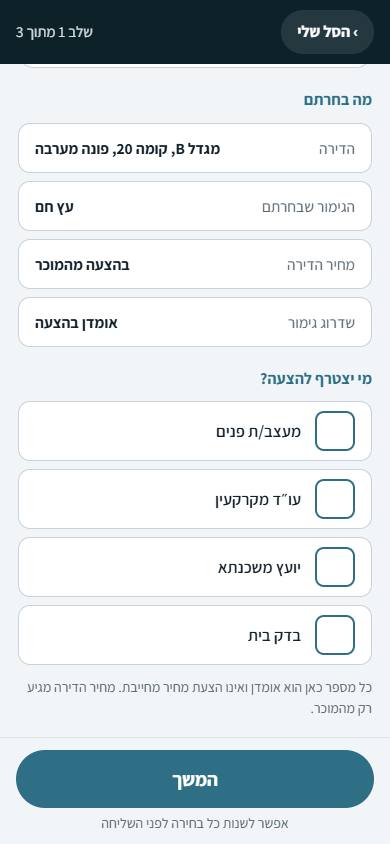 ‹ הסל שלי
שלב 1 מתוך 3
מה בחרתם
הדירה
מגדל B, קומה 20, פונה מערבה
הגימור שבחרתם
עץ חם
מחיר הדירה
בהצעה מהמוכר
שדרוג גימור
אומדן בהצעה
מי יצטרף להצעה?
מעצב/ת פנים
עו״ד מקרקעין
יועץ משכנתא
בדק בית
כל מספר כאן הוא אומדן ואינו הצעת מחיר מחייבת. מחיר הדירה מגיע
רק מהמוכר.
המשך
אפשר לשנות כל בחירה לפני השליחה